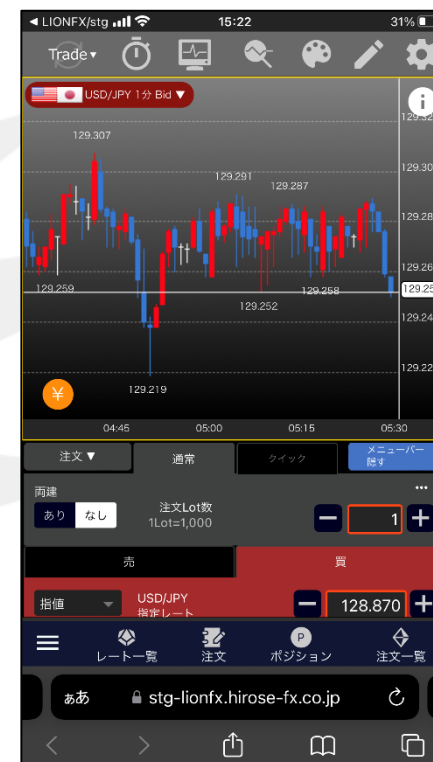 ◀ LIONFX/stg 15:22 31%
Trade▼
USD/JPY 1分 Bid ▼
i
129.307
129.30
129.291
129.287
129.28
129.26
129.259
129.258
129.25
129.252
129.24
129.22
¥
129.219
04:45 05:00 05:15 05:30
注文▼ 通常 クイック メニューバー
隠す
両建
あり なし
注文Lot数
1Lot=1,000
1
売 買
指値
USD/JPY
指定レート
128.870
レート一覧 注文 P ポジション 注文一覧
ぁあ stg-lionfx.hirose-fx.co.jp